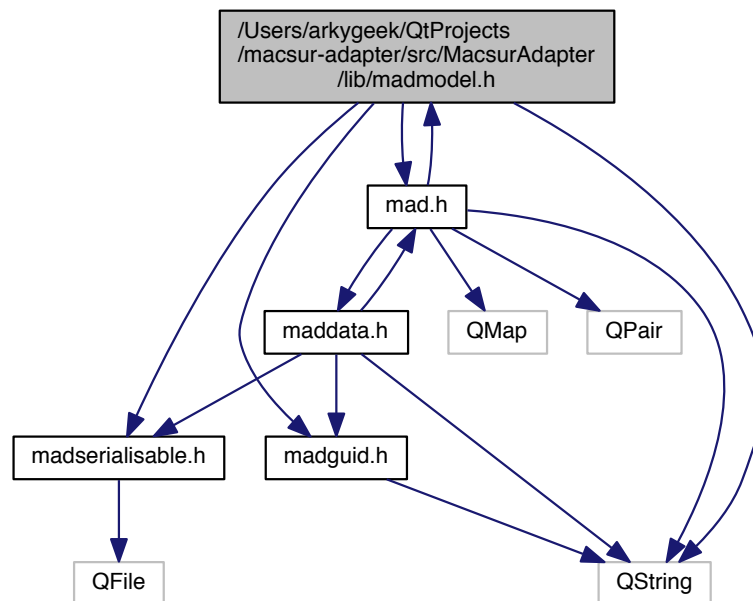 /Users/arkygeek/QtProjects
/macsur-adapter/src/MacsurAdapter
/lib/madmodel.h
mad.h
maddata.h
QMap
QPair
madserialisable.h
madguid.h
QFile
QString